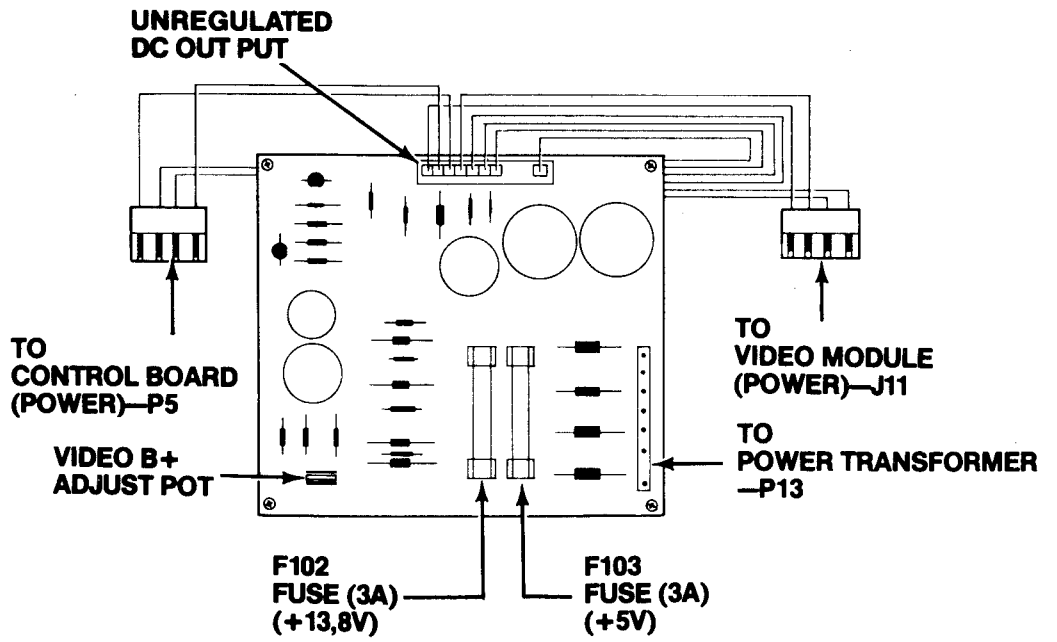 UNREGULATED
DC OUT PUT
TO
CONTROL BOARD
(POWER)—P5
VIDEO B+
ADJUST POT
TO
VIDEO MODULE
(POWER)—J11
TO
POWER TRANSFORMER
—P13
F102
FUSE (3A)
(+13,8V)
F103
FUSE (3A)
(+5V)